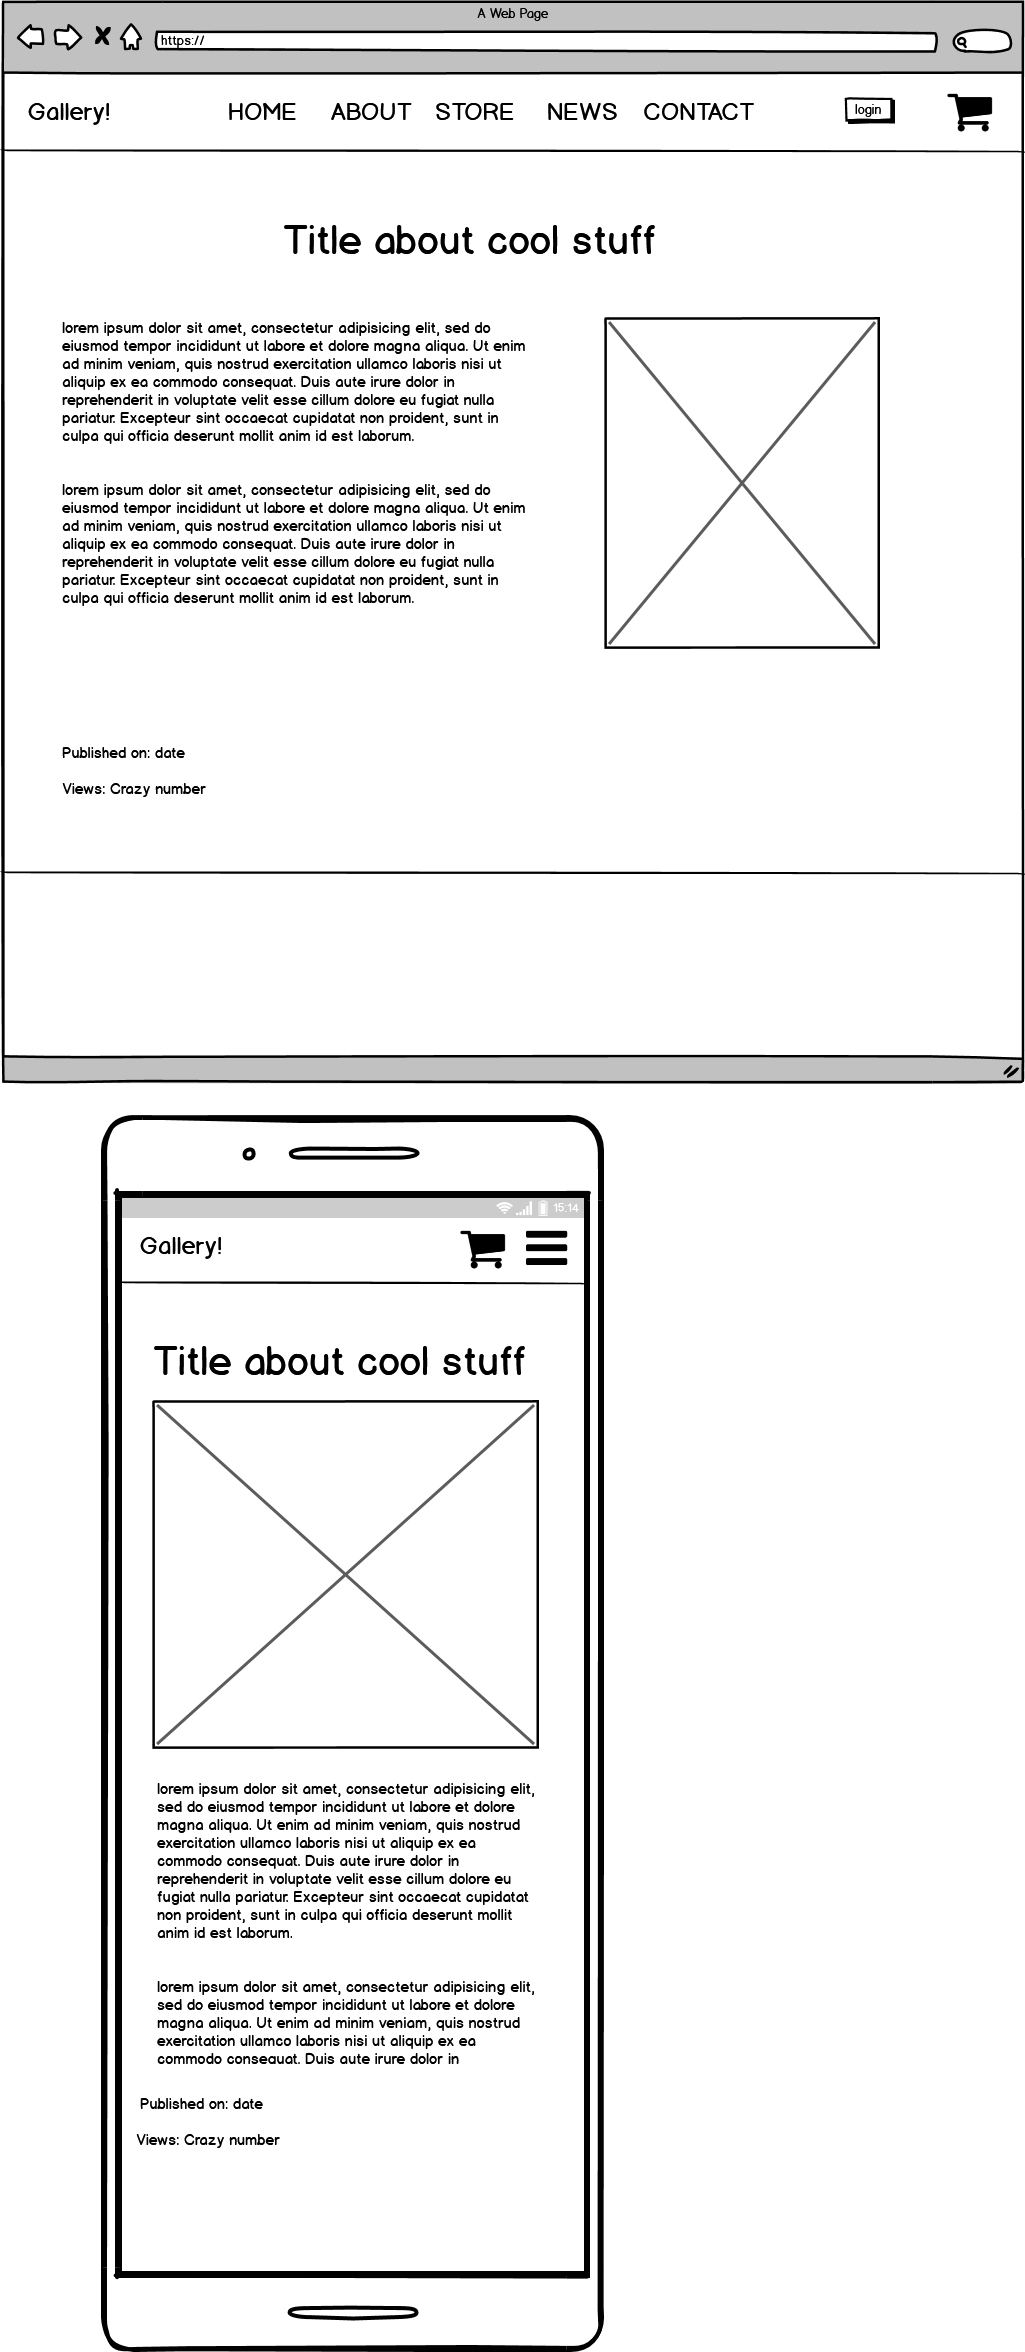 A Web Page
https://
Gallery! HOME ABOUT STORE NEWS CONTACT login
Title about cool stuff
lorem ipsum dolor sit amet, consectetur adipisicing elit, sed do
eiusmod tempor incididunt ut labore et dolore magna aliqua. Ut enim
ad minim veniam, quis nostrud exercitation ullamco laboris nisi ut
aliquip ex ea commodo consequat. Duis aute irure dolor in
reprehenderit in voluptate velit esse cillum dolore eu fugiat nulla
pariatur. Excepteur sint occaecat cupidatat non proident, sunt in
culpa qui officia deserunt mollit anim id est laborum.
lorem ipsum dolor sit amet, consectetur adipisicing elit, sed do
eiusmod tempor incididunt ut labore et dolore magna aliqua. Ut enim
ad minim veniam, quis nostrud exercitation ullamco laboris nisi ut
aliquip ex ea commodo consequat. Duis aute irure dolor in
reprehenderit in voluptate velit esse cillum dolore eu fugiat nulla
pariatur. Excepteur sint occaecat cupidatat non proident, sunt in
culpa qui officia deserunt mollit anim id est laborum.
Published on: date
Views: Crazy number
15:14
Gallery!
Title about cool stuff
lorem ipsum dolor sit amet, consectetur adipisicing elit,
sed do eiusmod tempor incididunt ut labore et dolore
magna aliqua. Ut enim ad minim veniam, quis nostrud
exercitation ullamco laboris nisi ut aliquip ex ea
commodo consequat. Duis aute irure dolor in
reprehenderit in voluptate velit esse cillum dolore eu
fugiat nulla pariatur. Excepteur sint occaecat cupidatat
non proident, sunt in culpa qui officia deserunt mollit
anim id est laborum.
lorem ipsum dolor sit amet, consectetur adipisicing elit,
sed do eiusmod tempor incididunt ut labore et dolore
magna aliqua. Ut enim ad minim veniam, quis nostrud
exercitation ullamco laboris nisi ut aliquip ex ea
commodo consequat. Duis aute irure dolor in
Published on: date
Views: Crazy number